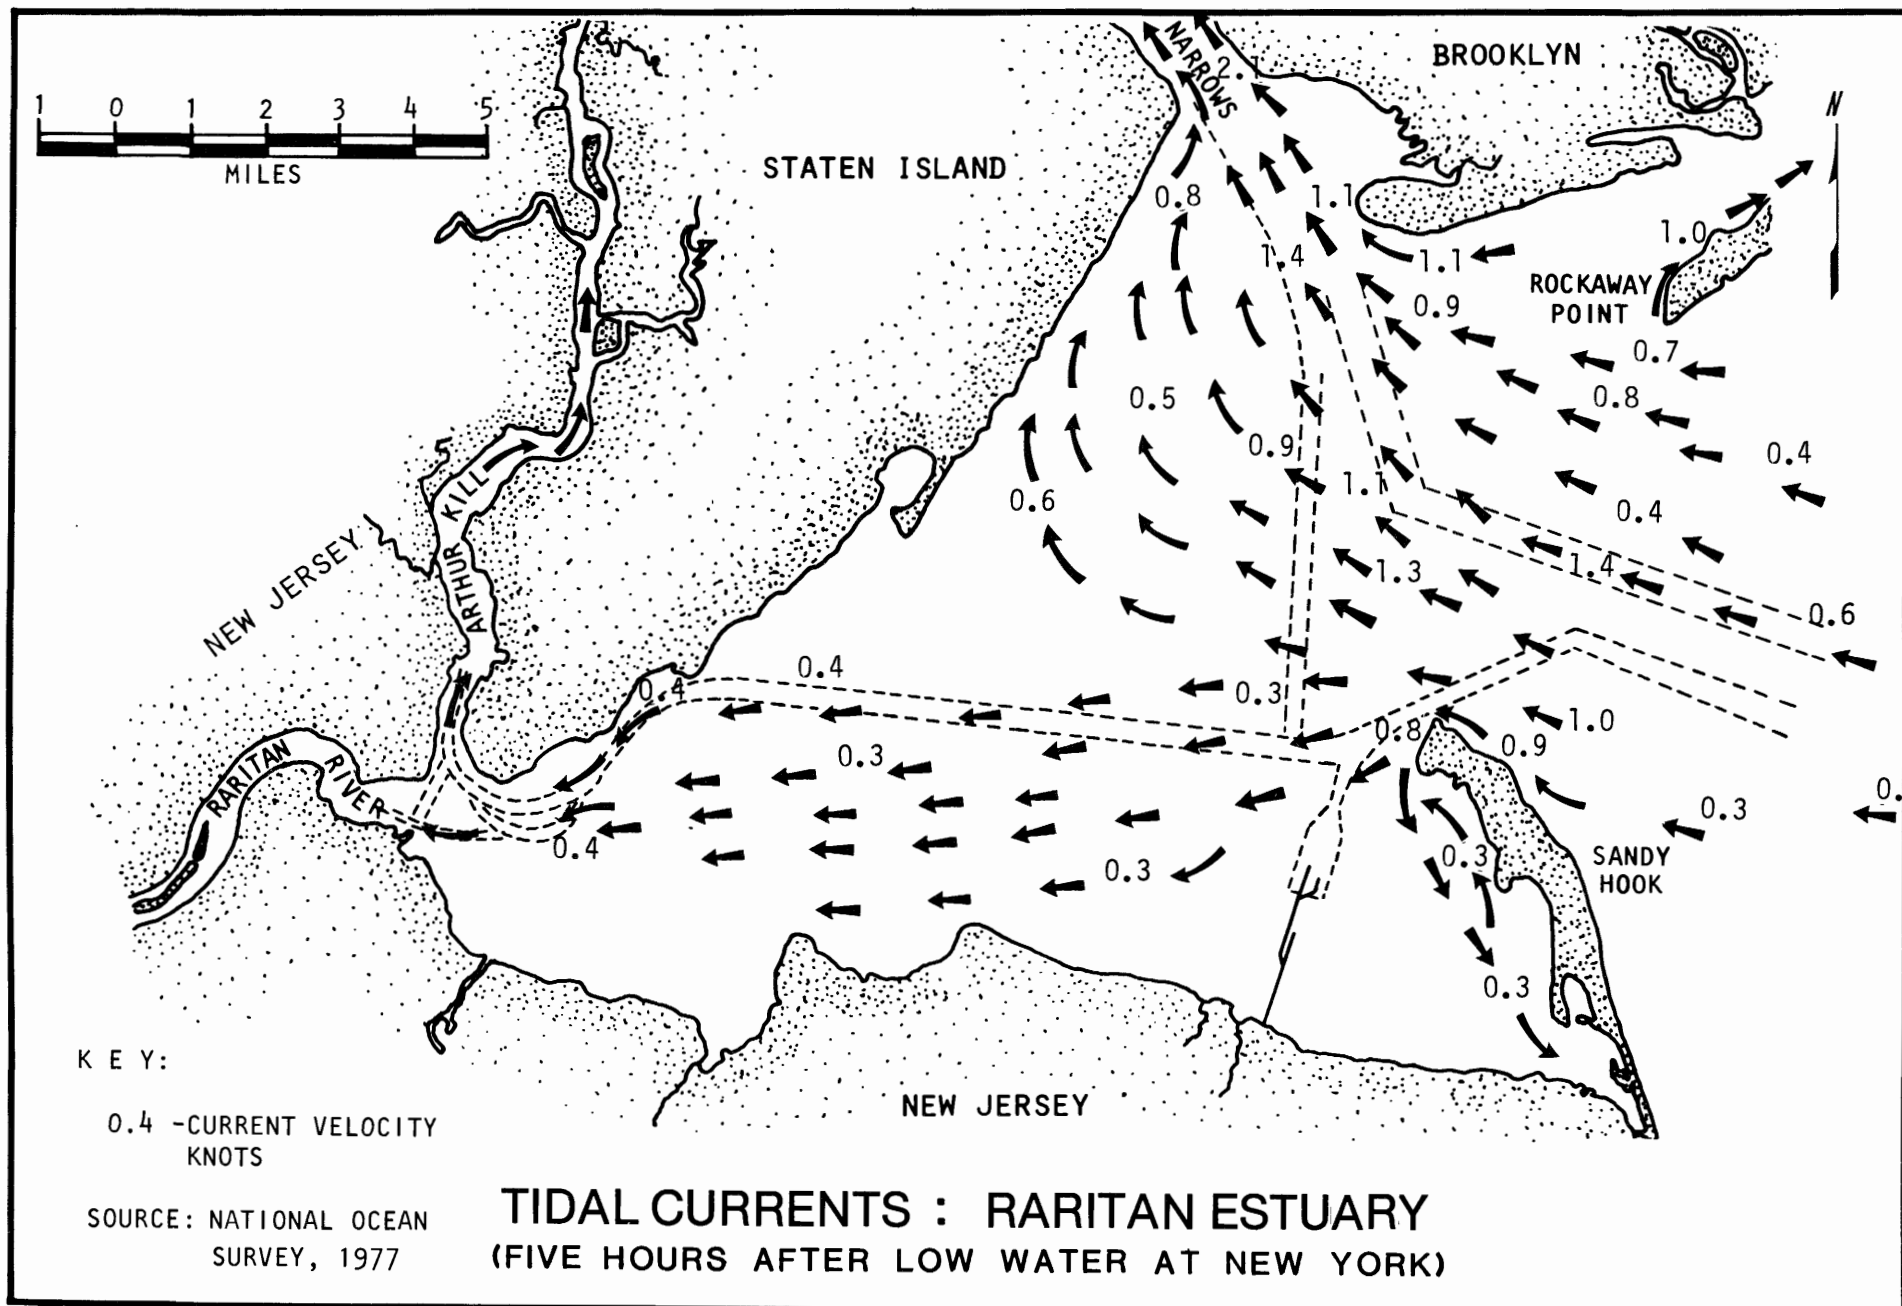 BROOKLYN
NARROWS
2.1
N
1 0 1 2 3 4 5
MILES
STATEN ISLAND
0.8
1.1
1.0
1.4
1.1
ROCKAWAY
POINT
0.9
0.7
0.5
0.8
0.9
0.4
1.1
0.6
0.4
KILL
ARTHUR
NEW JERSEY
1.4
1.3
0.6
0.4
0.4
0.3
1.0
0.8
0.9
RARITAN
RIVER
0.3
0.3
0.
0.4
0.3
0.3
SANDY
HOOK
0.3
NEW JERSEY
KEY:
0.4 -CURRENT VELOCITY
KNOTS
SOURCE: NATIONAL OCEAN
SURVEY, 1977
TIDAL CURRENTS : RARITAN ESTUARY
(FIVE HOURS AFTER LOW WATER AT NEW YORK)